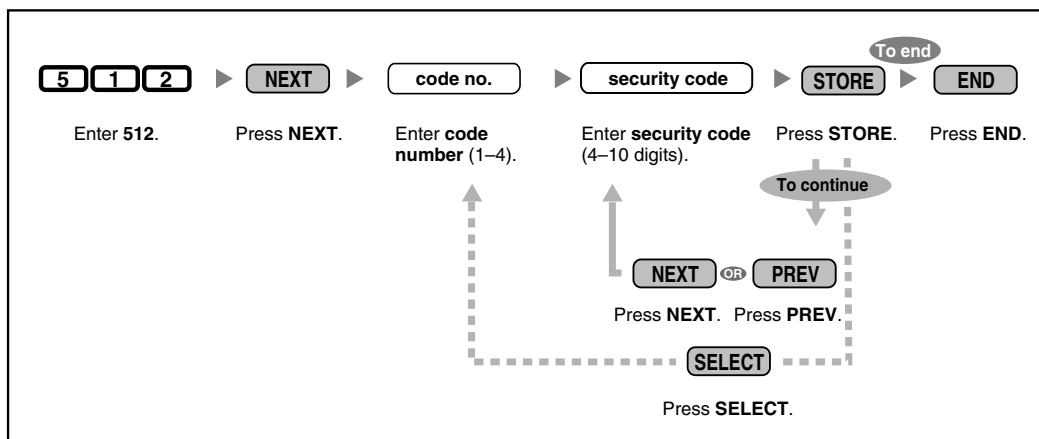 To end
5 1 2 NEXT code no. security code STORE END
Enter 512. Press NEXT. Enter code number (1–4). Enter security code (4–10 digits). Press STORE. Press END.
To continue
NEXT OR PREV
Press NEXT. Press PREV.
SELECT
Press SELECT.